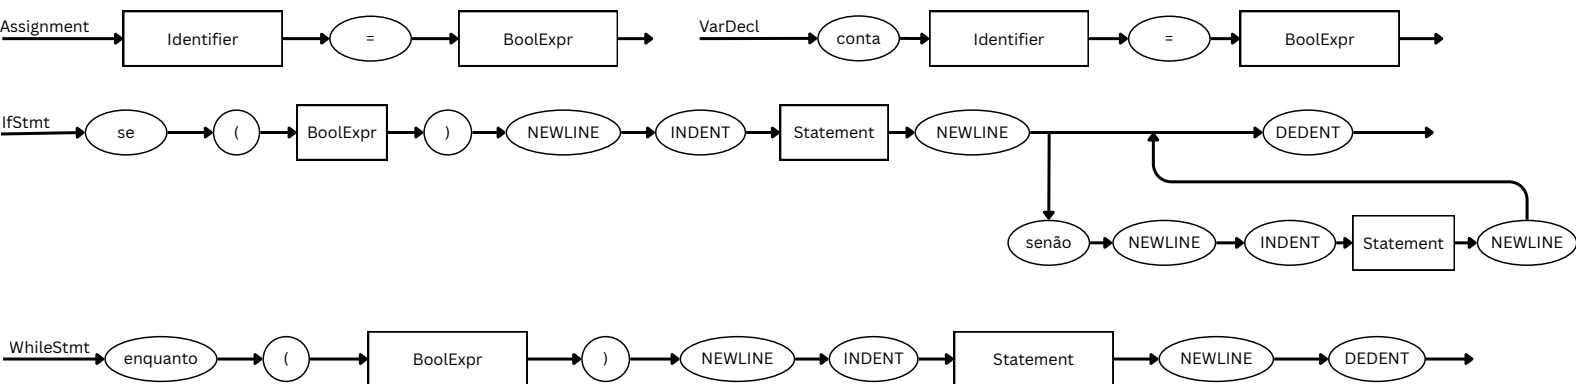 Assignment Identifier = BoolExpr VarDecl conta Identifier = BoolExpr
IfStmt se ( BoolExpr ) NEWLINE INDENT Statement NEWLINE DEDENT
senão NEWLINE INDENT Statement NEWLINE
WhileStmt enquanto ( BoolExpr ) NEWLINE INDENT Statement NEWLINE DEDENT